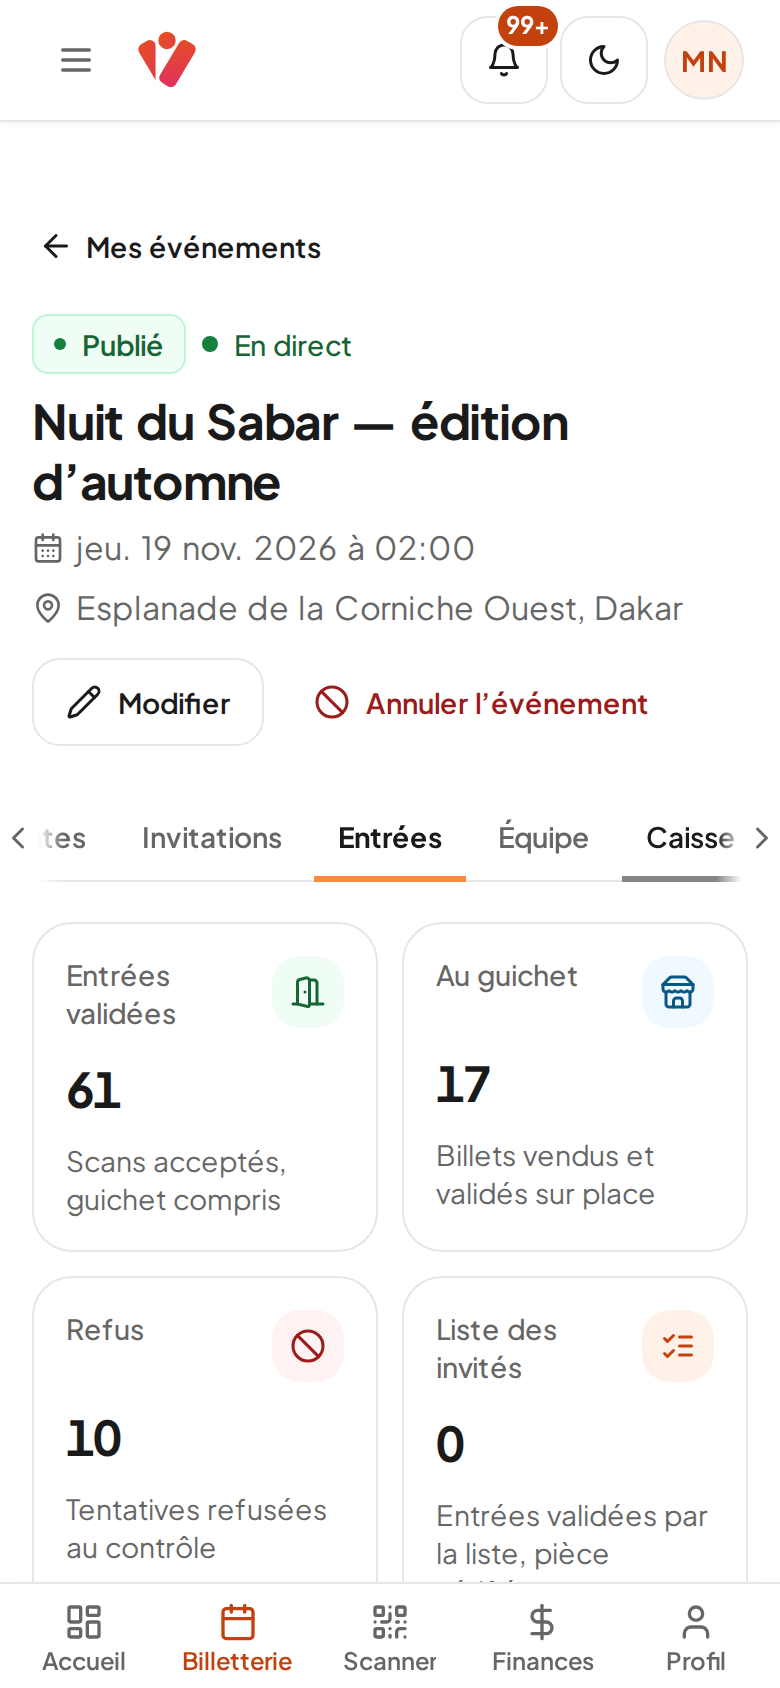 99+
MN
Mes événements
Publié
En direct
Nuit du Sabar — édition
d’automne
jeu. 19 nov. 2026 à 02:00
Esplanade de la Corniche Ouest, Dakar
Modifier
Annuler l’événement
tes
Invitations
Entrées
Équipe
Caisse
Entrées
validées
61
Scans acceptés,
guichet compris
Au guichet
17
Billets vendus et
validés sur place
Refus
10
Tentatives refusées
au contrôle
Liste des
invités
0
Entrées validées par
la liste, pièce
Accueil
Billetterie
Scanner
Finances
Profil